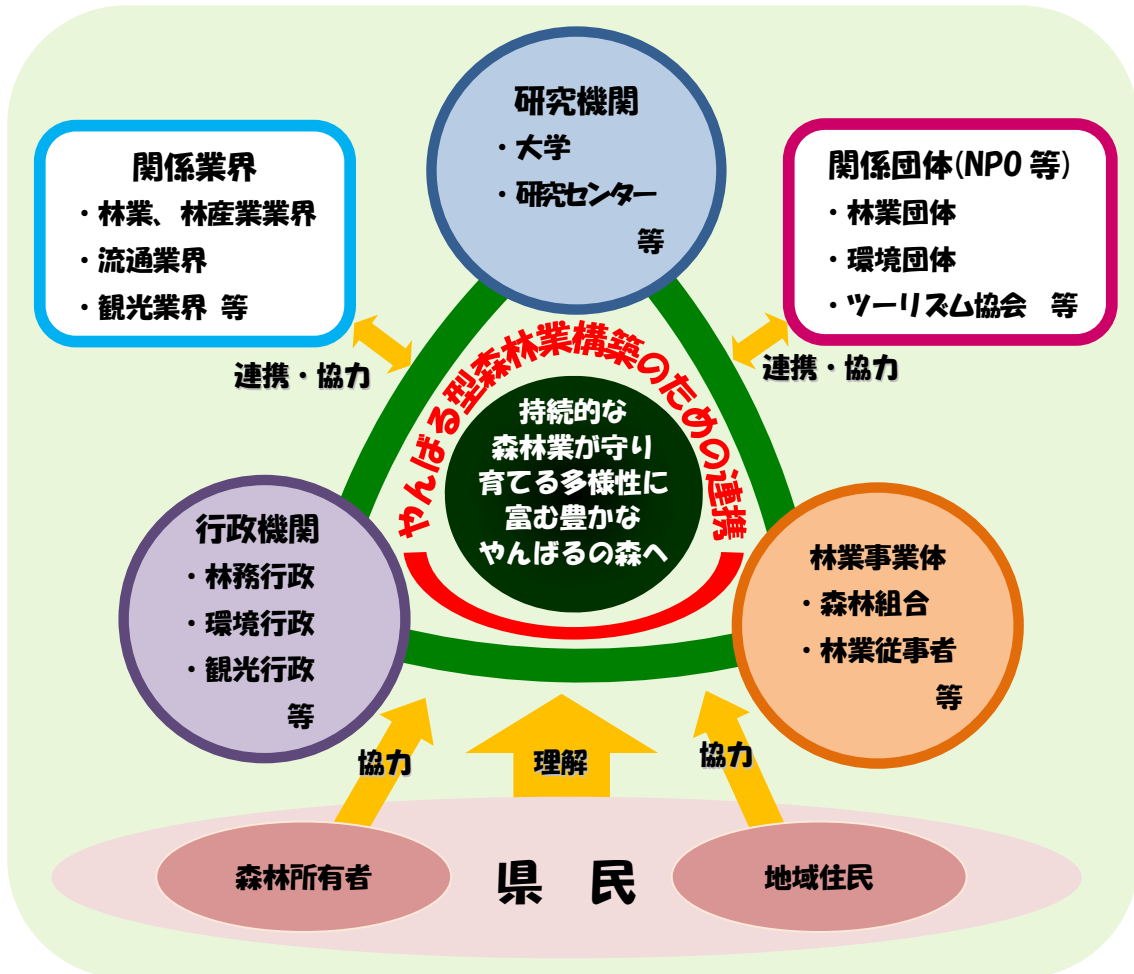 研究機関
・大学
・研究センター
等
関係業界
・林業、林産業業界
・流通業界
・観光業界 等
関係団体(NPO 等)
・林業団体
・環境団体
・ツーリズム協会 等
連携・協力
連携・協力
やんばる型森林業構築のための連携
持続的な
森林業が守り
育てる多様性に
富む豊かな
やんばるの森へ
行政機関
・林務行政
・環境行政
・観光行政
等
林業事業体
・森林組合
・林業従事者
等
協力
理解
協力
森林所有者
県 民
地域住民